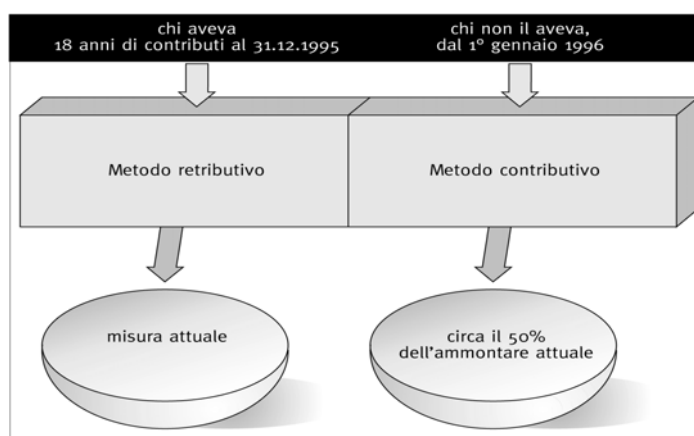 chi aveva
18 anni di contributi al 31.12.1995
chi non il aveva,
dal 1° gennaio 1996
Metodo retributivo
Metodo contributivo
misura attuale
circa il 50%
dell'ammontare attuale